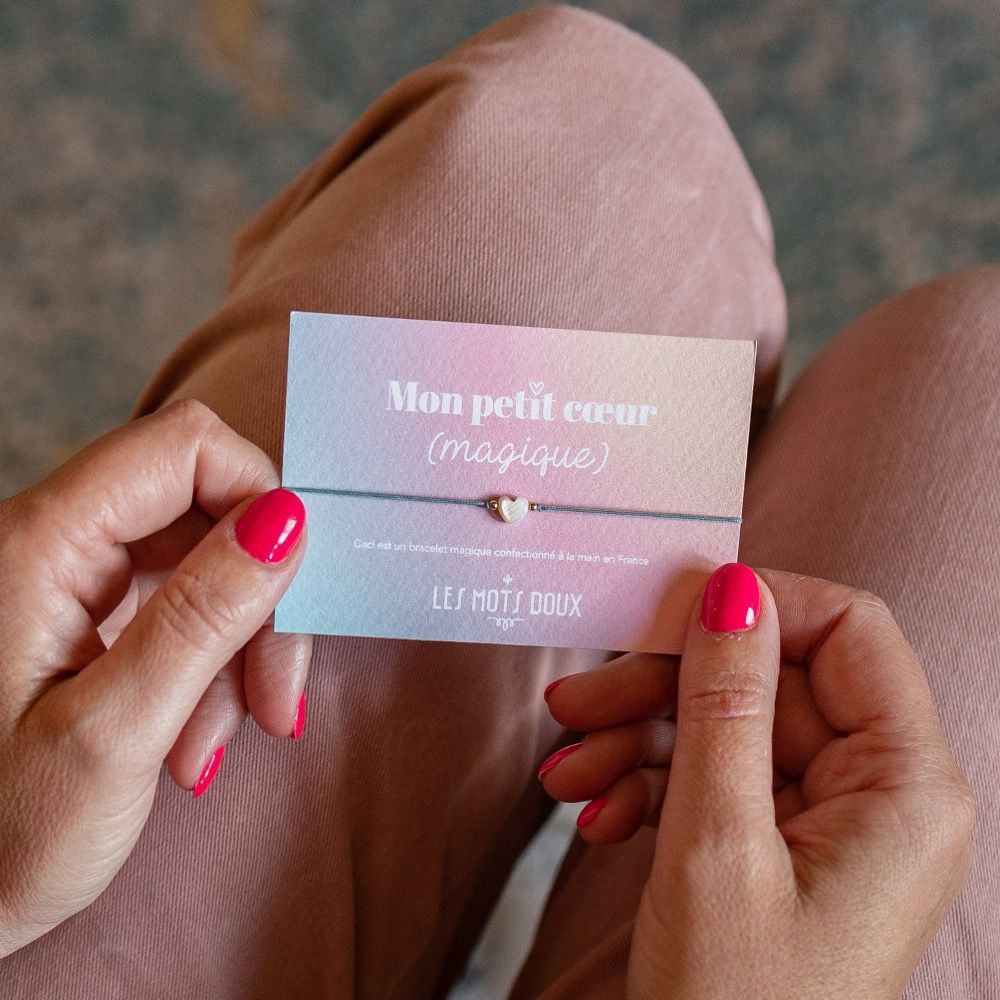 Mon petit cœur
(magique)
Ceci est un bracelet magique confectionné à la main en France
LES MOTS DOUX